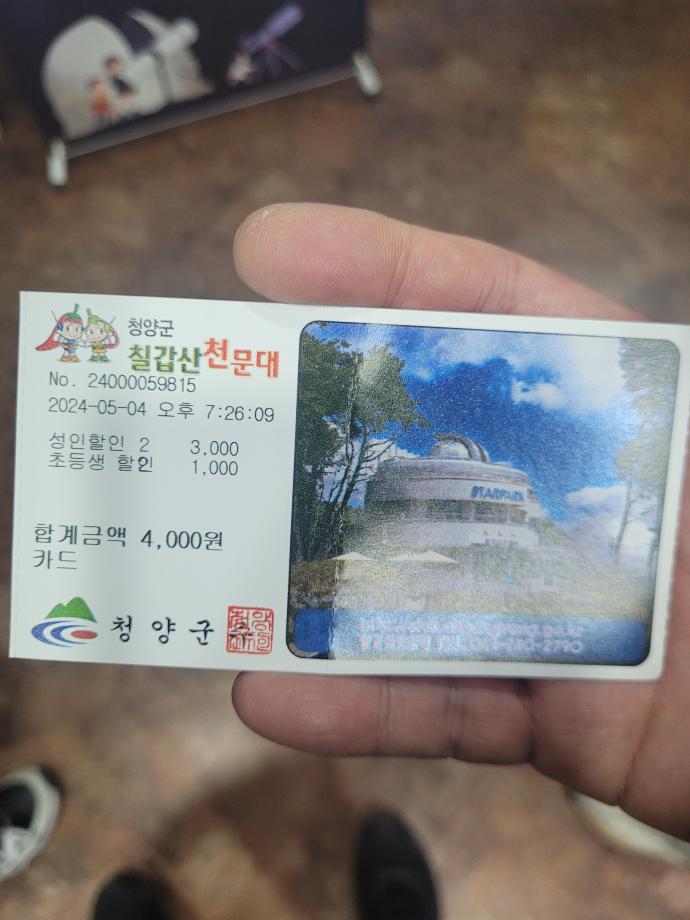 청양군
칠갑산천문대
No. 24000059815
2024-05-04 오후 7:26:09
성인할인 2 3,000
초등생 할인 1,000
합계금액 4,000원
카드
청양군수
STARPARK